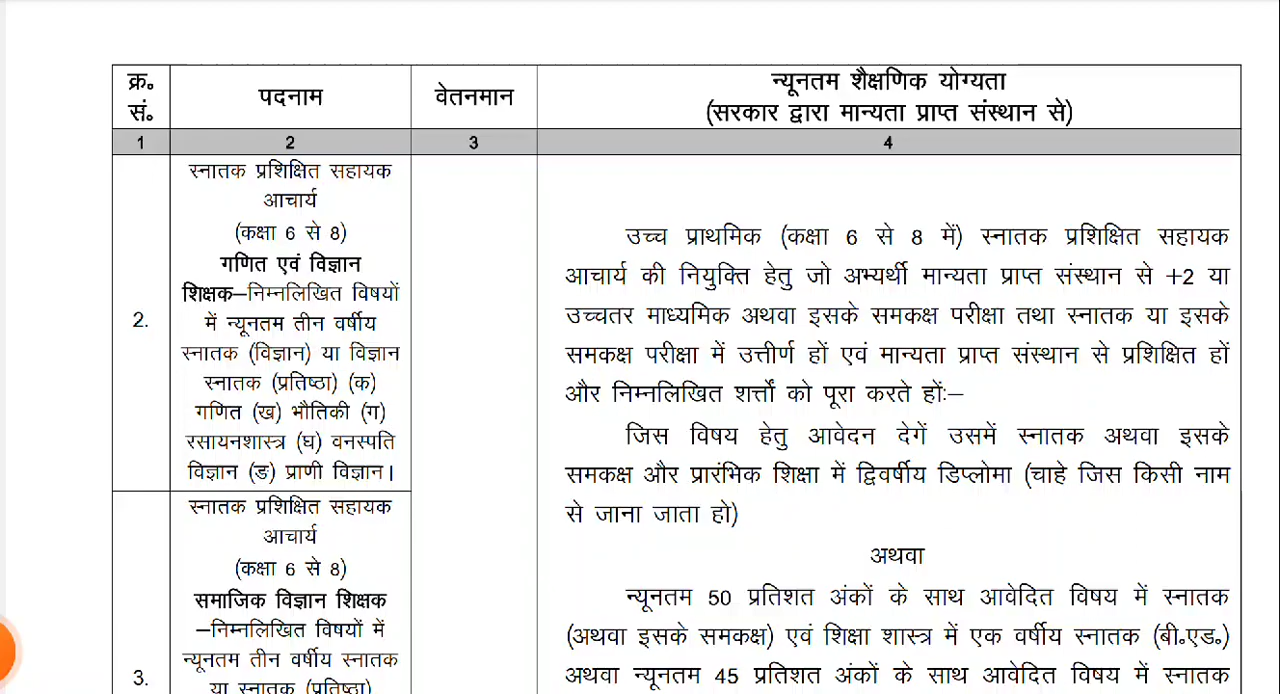 क्र॰
सं॰
पदनाम
वेतनमान
न्यूनतम शैक्षणिक योग्यता
(सरकार द्वारा मान्यता प्राप्त संस्थान से)
1
2
3
4
2.
स्नातक प्रशिक्षित सहायक
आचार्य
(कक्षा 6 से 8)
गणित एवं विज्ञान
शिक्षक–निम्नलिखित विषयों
में न्यूनतम तीन वर्षीय
स्नातक (विज्ञान) या विज्ञान
स्नातक (प्रतिष्ठा) (क)
गणित (ख) भौतिकी (ग)
रसायनशास्त्र (घ) वनस्पति
विज्ञान (ङ) प्राणी विज्ञान।
3.
स्नातक प्रशिक्षित सहायक
आचार्य
(कक्षा 6 से 8)
समाजिक विज्ञान शिक्षक
–निम्नलिखित विषयों में
न्यूनतम तीन वर्षीय स्नातक
या स्नातक (प्रतिष्ठा)
उच्च प्राथमिक (कक्षा 6 से 8 में) स्नातक प्रशिक्षित सहायक
आचार्य की नियुक्ति हेतु जो अभ्यर्थी मान्यता प्राप्त संस्थान से +2 या
उच्चतर माध्यमिक अथवा इसके समकक्ष परीक्षा तथा स्नातक या इसके
समकक्ष परीक्षा में उत्तीर्ण हों एवं मान्यता प्राप्त संस्थान से प्रशिक्षित हों
और निम्नलिखित शर्त्तों को पूरा करते होंः–
जिस विषय हेतु आवेदन देगें उसमें स्नातक अथवा इसके
समकक्ष और प्रारंभिक शिक्षा में द्विवर्षीय डिप्लोमा (चाहे जिस किसी नाम
से जाना जाता हो)
अथवा
न्यूनतम 50 प्रतिशत अंकों के साथ आवेदित विषय में स्नातक
(अथवा इसके समकक्ष) एवं शिक्षा शास्त्र में एक वर्षीय स्नातक (बी॰एड॰)
अथवा न्यूनतम 45 प्रतिशत अंकों के साथ आवेदित विषय में स्नातक